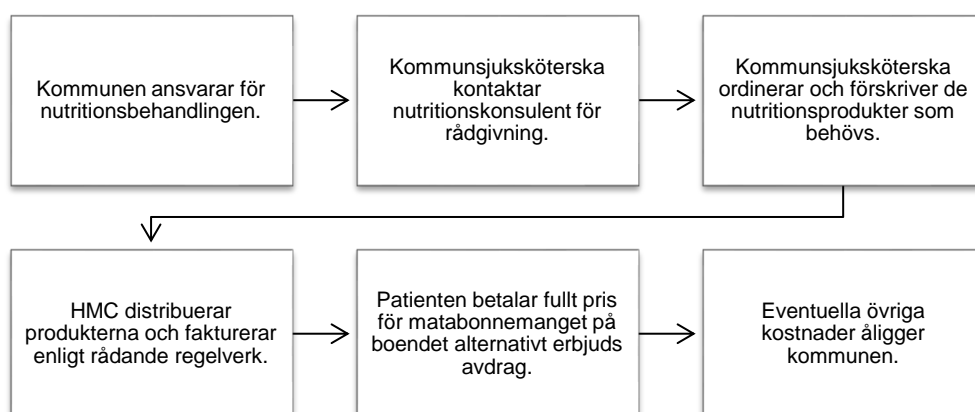 Kommunen ansvarar för
nutritionsbehandlingen.
Kommunsjuksköterska
kontaktar
nutritionskonsulent för
rådgivning.
Kommunsjuksköterska
ordinerar och förskriver de
nutritionsprodukter som
behövs.
HMC distribuerar
produkterna och fakturerar
enligt rådande regelverk.
Patienten betalar fullt pris
för matabonnemanget på
boendet alternativt erbjuds
avdrag.
Eventuella övriga
kostnader åligger
kommunen.